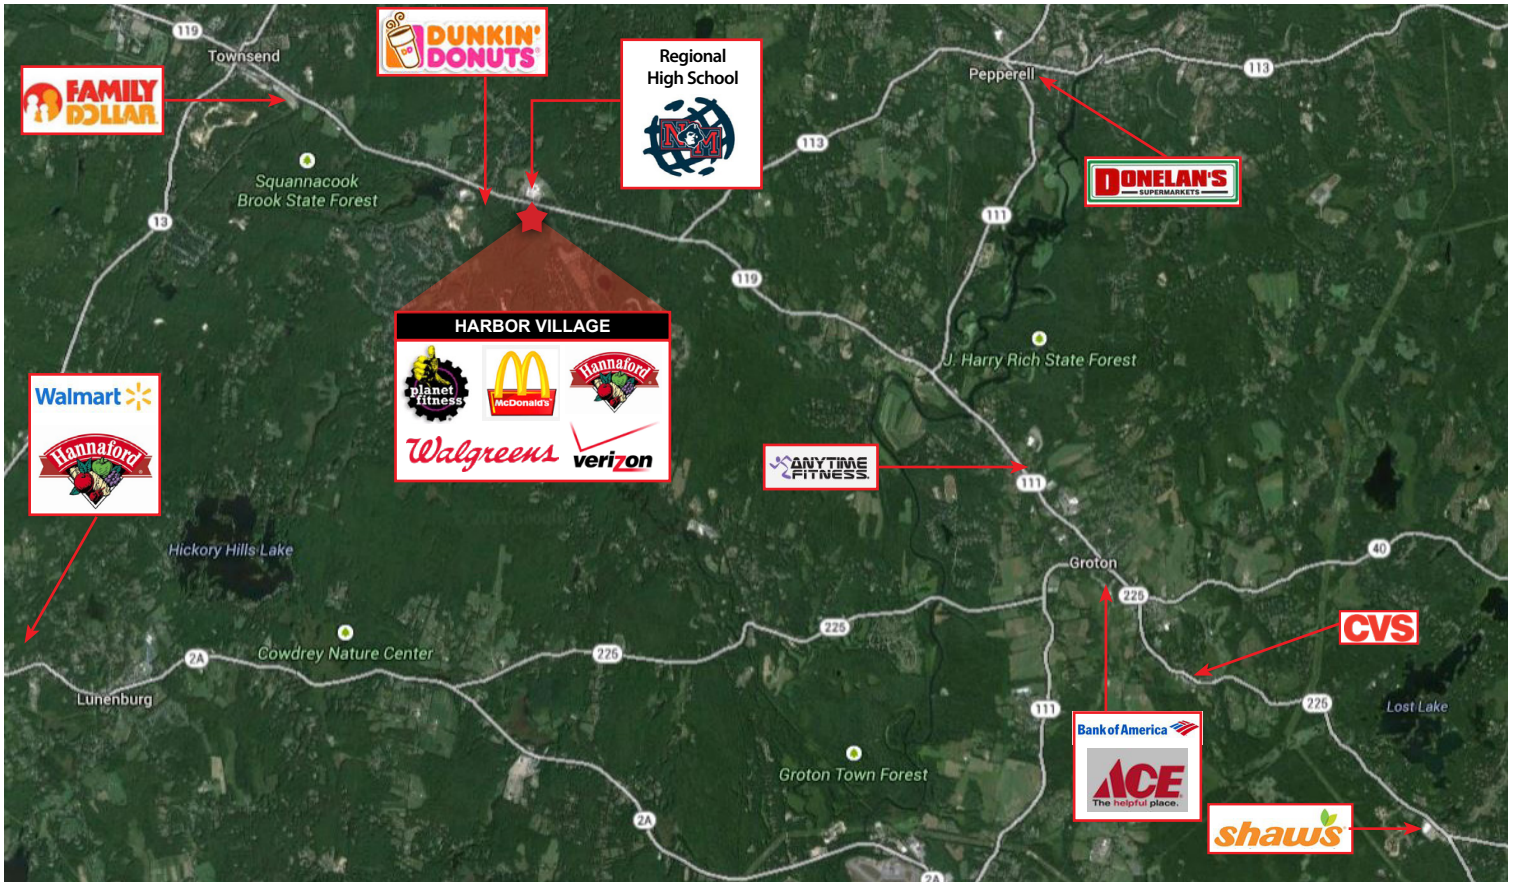 119
Townsend
FAMILY
DOLLAR
DUNKIN'
DONUTS
DD
Regional
High School
NM
Pepperell
113
113
DONELAN'S
SUPERMARKETS
Squannacook
Brook State Forest
13
111
119
HARBOR VILLAGE
planet
fitness
McDonald's
Hannaford
Walgreens
verizon
J. Harry Rich State Forest
Walmart
Hannaford
ANYTIME
FITNESS.
111
Hickory Hills Lake
Groton
40
225
225
CVS
Cowdrey Nature Center
225
2A
Lunenburg
111
225
Lost Lake
Bank of America
ACE
The helpful place.
Groton Town Forest
2A
shaw's
2A